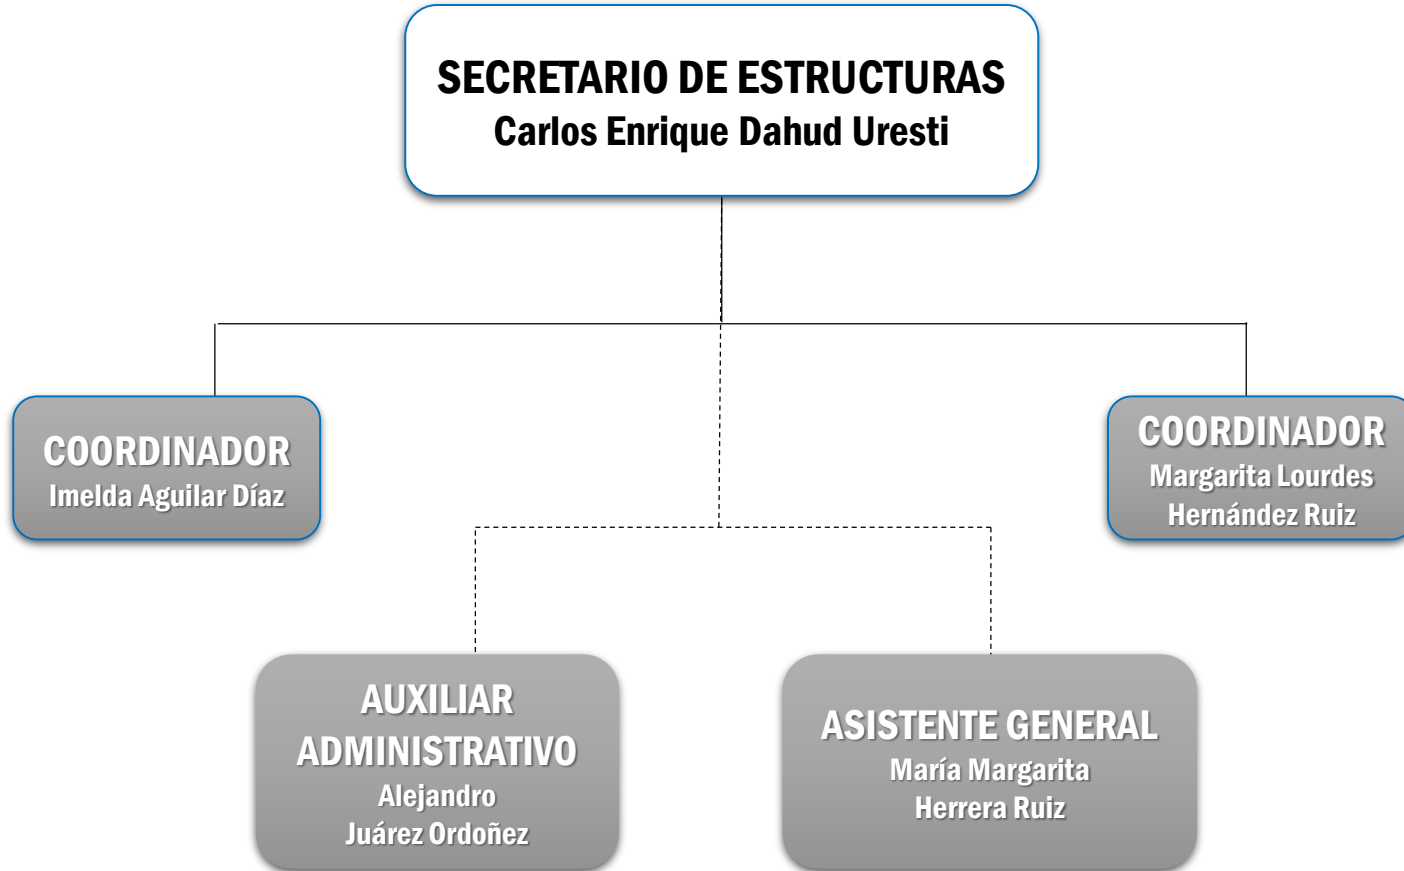 SECRETARIO DE ESTRUCTURAS
Carlos Enrique Dahud Uresti
COORDINADOR
Imelda Aguilar Díaz
COORDINADOR
Margarita Lourdes
Hernández Ruiz
AUXILIAR
ADMINISTRATIVO
Alejandro
Juárez Ordoñez
ASISTENTE GENERAL
María Margarita
Herrera Ruiz